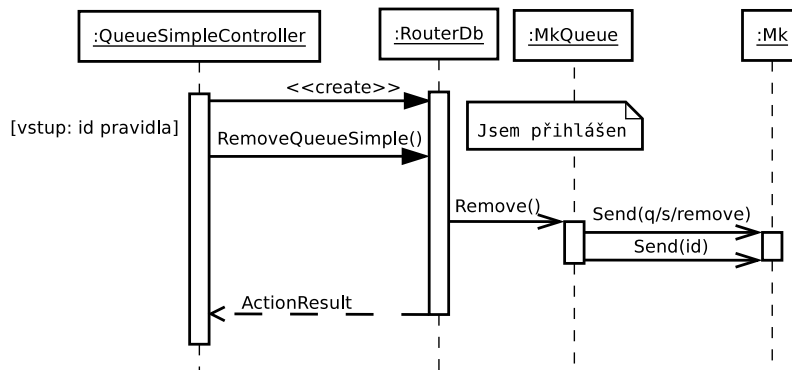 :QueueSimpleController
:RouterDb
:MkQueue
:Mk
<<create>>
[vstup: id pravidla]
Jsem přihlášen
RemoveQueueSimple()
Remove()
Send(q/s/remove)
Send(id)
ActionResult